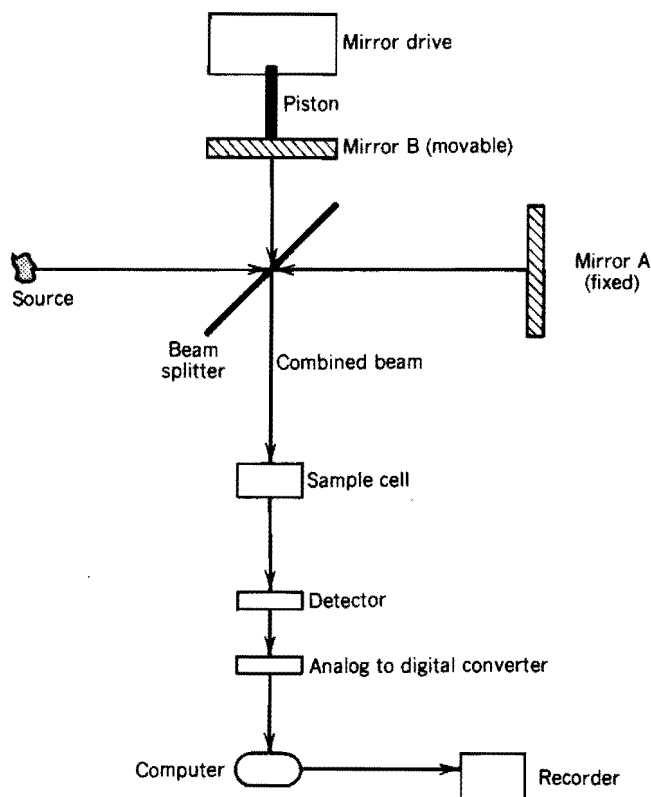 Mirror drive
Piston
Mirror B (movable)
Mirror A
(fixed)
Source
Beam
splitter
Combined beam
Sample cell
Detector
Analog to digital converter
Computer
Recorder